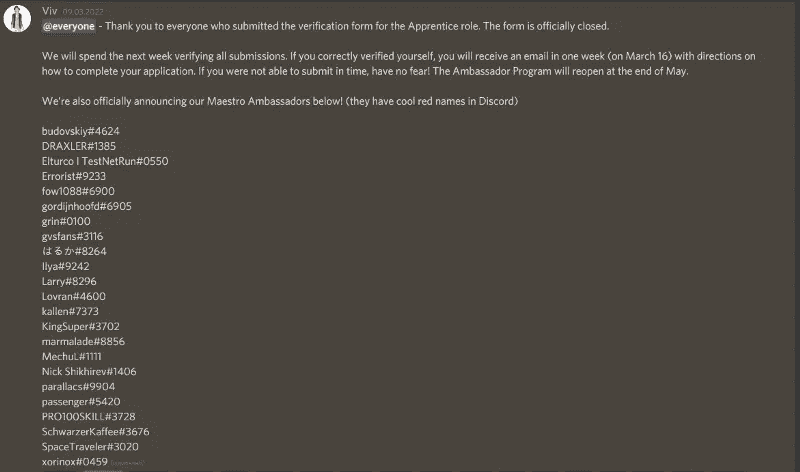 Viv 09.03.2022
@everyone - Thank you to everyone who submitted the verification form for the Apprentice role. The form is officially closed.
We will spend the next week verifying all submissions. If you correctly verified yourself, you will receive an email in one week (on March 16) with directions on
how to complete your application. If you were not able to submit in time, have no fear! The Ambassador Program will reopen at the end of May.
We're also officially announcing our Maestro Ambassadors below! (they have cool red names in Discord)
budovskiy#4624
DRAXLER#1385
Elturco I TestNetRun#0550
Errorist#9233
fow1088#6900
gordijnhoofd#6905
grin#0100
gvsfans#3116
はるか#8264
Ilya#9242
Larry#8296
Lovran#4600
kallen#7373
KingSuper#3702
marmalade#8856
MechuL#1111
Nick Shikhirev#1406
parallacs#9904
passenger#5420
PRO100SKILL#3728
SchwarzerKaffee#3676
SpaceTraveler#3020
xorinox#0459